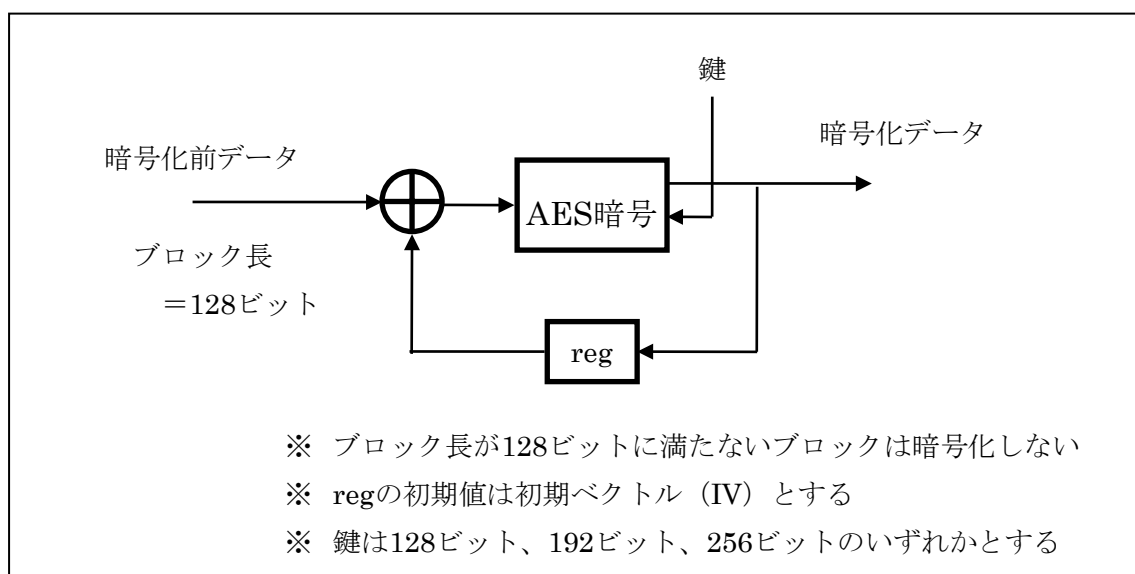 鍵
暗号化データ
暗号化前データ
AES暗号
ブロック長
＝128ビット
reg
※ ブロック長が128ビットに満たないブロックは暗号化しない
※ regの初期値は初期ベクトル（IV）とする
※ 鍵は128ビット、192ビット、256ビットのいずれかとする